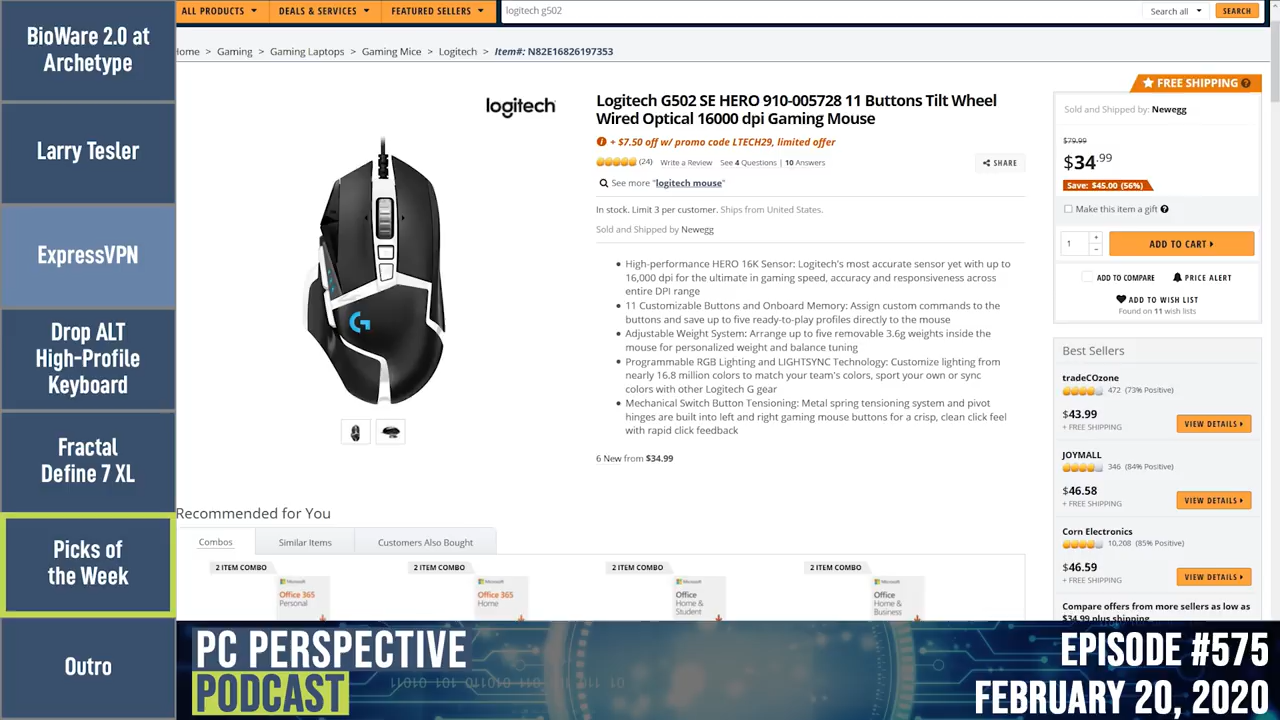 BioWare 2.0 at
Archetype
Larry Tesler
ExpressVPN
Drop ALT
High-Profile
Keyboard
Fractal
Define 7 XL
Picks of
the Week
Outro
ALL PRODUCTS
DEALS & SERVICES
FEATURED SELLERS
logitech g502
Search all
SEARCH
ome > Gaming > Gaming Laptops > Gaming Mice > Logitech > Item#: N82E16826197353
logitech
Logitech G502 SE HERO 910-005728 11 Buttons Tilt Wheel
Wired Optical 16000 dpi Gaming Mouse
+ $7.50 off w/ promo code LTECH29, limited offer
(24) Write a Review See 4 Questions | 10 Answers
SHARE
See more "logitech mouse"
In stock. Limit 3 per customer. Ships from United States.
Sold and Shipped by Newegg
• High-performance HERO 16K Sensor: Logitech's most accurate sensor yet with up to
16,000 dpi for the ultimate in gaming speed, accuracy and responsiveness across
entire DPI range
• 11 Customizable Buttons and Onboard Memory: Assign custom commands to the
buttons and save up to five ready-to-play profiles directly to the mouse
• Adjustable Weight System: Arrange up to five removable 3.6g weights inside the
mouse for personalized weight and balance tuning
• Programmable RGB Lighting and LIGHTSYNC Technology: Customize lighting from
nearly 16.8 million colors to match your team's colors, sport your own or sync
colors with other Logitech G gear
• Mechanical Switch Button Tensioning: Metal spring tensioning system and pivot
hinges are built into left and right gaming mouse buttons for a crisp, clean click feel
with rapid click feedback
6 New from $34.99
FREE SHIPPING
Sold and Shipped by: Newegg
$79.99
$34.99
Save: $45.00 (56%)
Make this item a gift
1
ADD TO CART
ADD TO COMPARE
PRICE ALERT
ADD TO WISH LIST
Found on 11 wish lists
Best Sellers
tradeCOzone
472 (73% Positive)
$43.99
+ FREE SHIPPING
VIEW DETAILS
JOYMALL
346 (84% Positive)
$46.58
+ FREE SHIPPING
VIEW DETAILS
Corn Electronics
10,208 (85% Positive)
$46.59
+ FREE SHIPPING
VIEW DETAILS
Compare offers from more sellers as low as
$34.99 plus shipping
Recommended for You
Combos
Similar Items
Customers Also Bought
2 ITEM COMBO
Microsoft
Office 365
Personal
2 ITEM COMBO
Microsoft
Office 365
Home
2 ITEM COMBO
Microsoft
Office
Home &
Student
2 ITEM COMBO
Microsoft
Office
Home &
Business
PC PERSPECTIVE
PODCAST
EPISODE #575
FEBRUARY 20, 2020